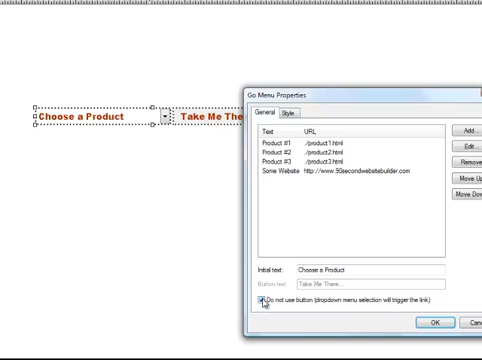 Choose a Product
Take Me The
Go Menu Properties
General
Style
Text
URL
Product #1
./product1.html
Product #2
./product2.html
Product #3
./product3.html
Some Website
http://www.90secondwebsitebuilder.com
Add...
Edit...
Remove
Move Up
Move Dow
Initial text:
Choose a Product
Button text:
Take Me There...
Do not use button (dropdown menu selection will trigger the link)
OK
Canc